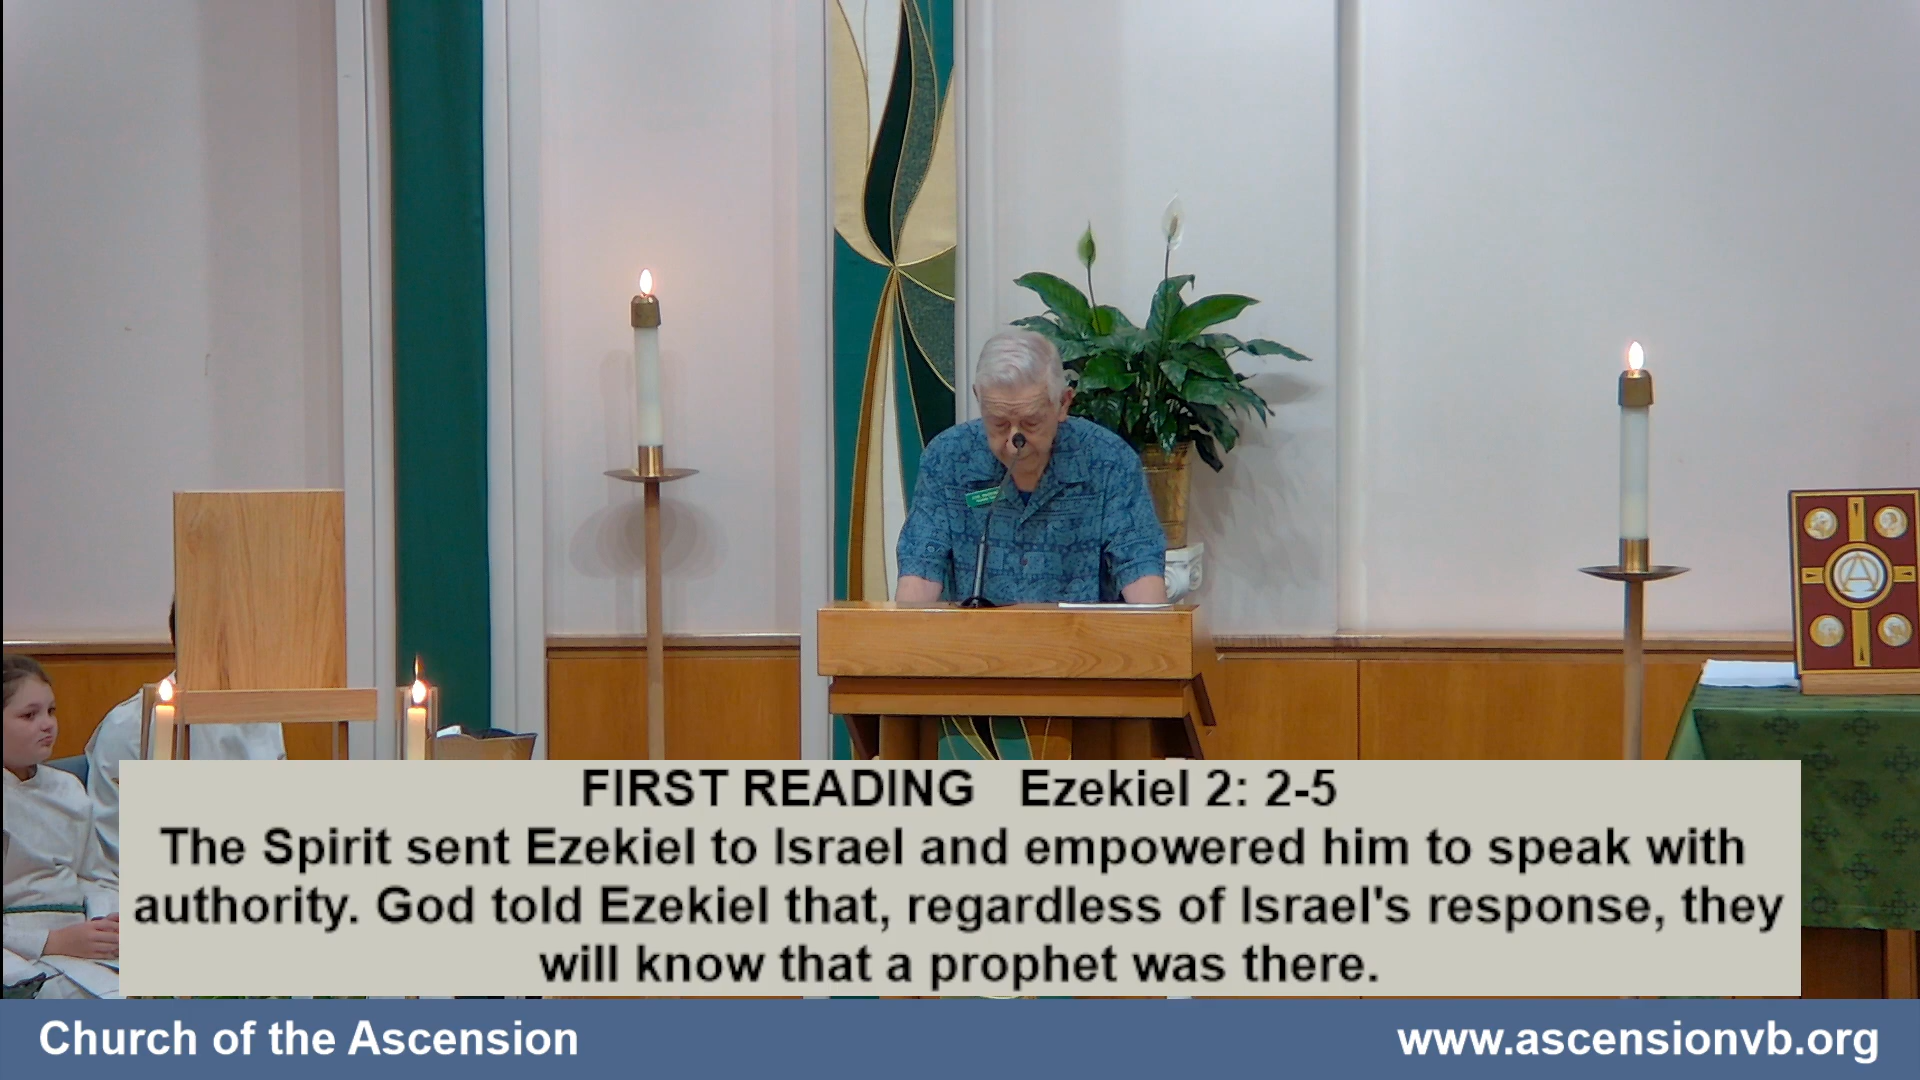 FIRST READING Ezekiel 2: 2-5
The Spirit sent Ezekiel to Israel and empowered him to speak with
authority. God told Ezekiel that, regardless of Israel's response, they
will know that a prophet was there.
Church of the Ascension
www.ascensionvb.org